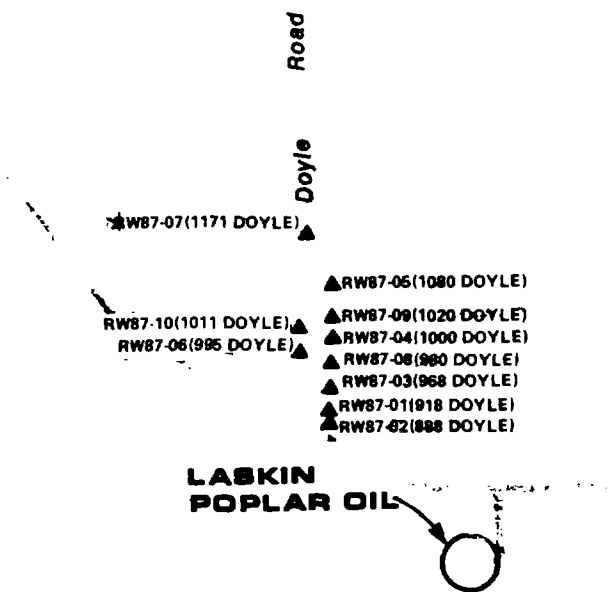 Doyle Road
RW87-07(1171 DOYLE)
RW87-05(1080 DOYLE)
RW87-09(1020 DOYLE)
RW87-10(1011 DOYLE)
RW87-04(1000 DOYLE)
RW87-06(995 DOYLE)
RW87-08(980 DOYLE)
RW87-03(968 DOYLE)
RW87-01(918 DOYLE)
RW87-02(888 DOYLE)
LASKIN
POPLAR OIL